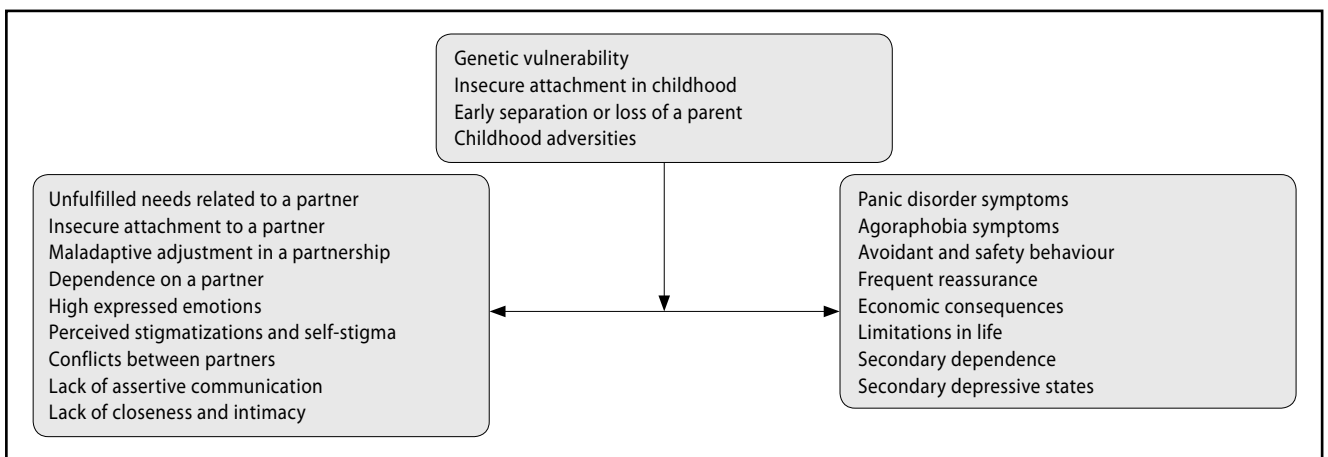 Genetic vulnerability
Insecure attachment in childhood
Early separation or loss of a parent
Childhood adversities
Unfulfilled needs related to a partner
Insecure attachment to a partner
Maladaptive adjustment in a partnership
Dependence on a partner
High expressed emotions
Perceived stigmatizations and self-stigma
Conflicts between partners
Lack of assertive communication
Lack of closeness and intimacy
Panic disorder symptoms
Agoraphobia symptoms
Avoidant and safety behaviour
Frequent reassurance
Economic consequences
Limitations in life
Secondary dependence
Secondary depressive states